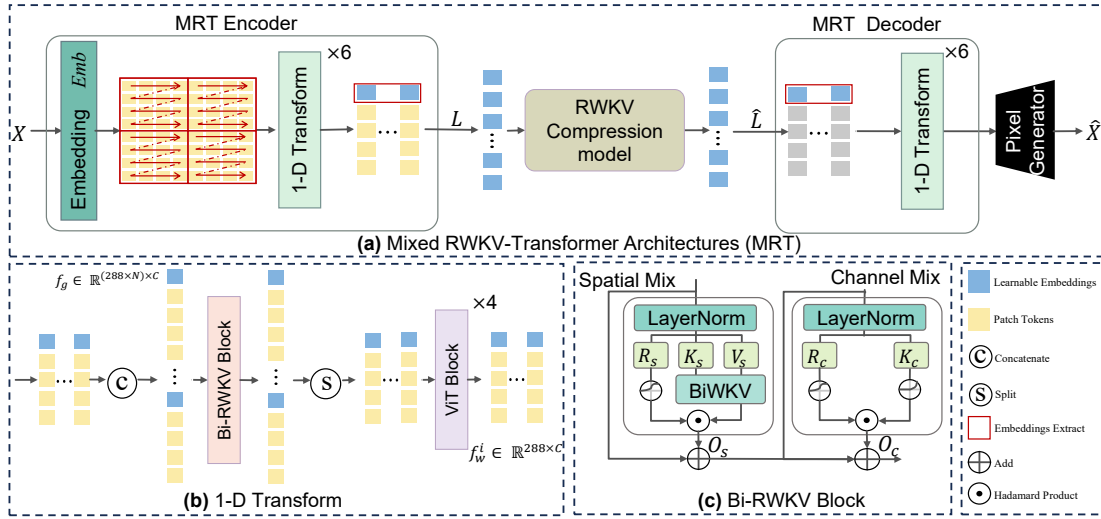 MRT Encoder
MRT Decoder
×6
×6
Embedding Emb
1-D Transform
X
L
RWKV
Compression
model
L̂
1-D Transform
Pixel
Generator
X̂
(a) Mixed RWKV-Transformer Architectures (MRT)
f_g ∈ ℝ^{(288×N)×C}
×4
C
Bi-RWKV Block
S
ViT Block
f_w^i ∈ ℝ^{288×C}
(b) 1-D Transform
Spatial Mix
Channel Mix
LayerNorm
LayerNorm
R_s K_s V_s
R_c K_c
BiWKV
O_s
O_c
(c) Bi-RWKV Block
Learnable Embeddings
Patch Tokens
C Concatenate
S Split
Embeddings Extract
Add
Hadamard Product